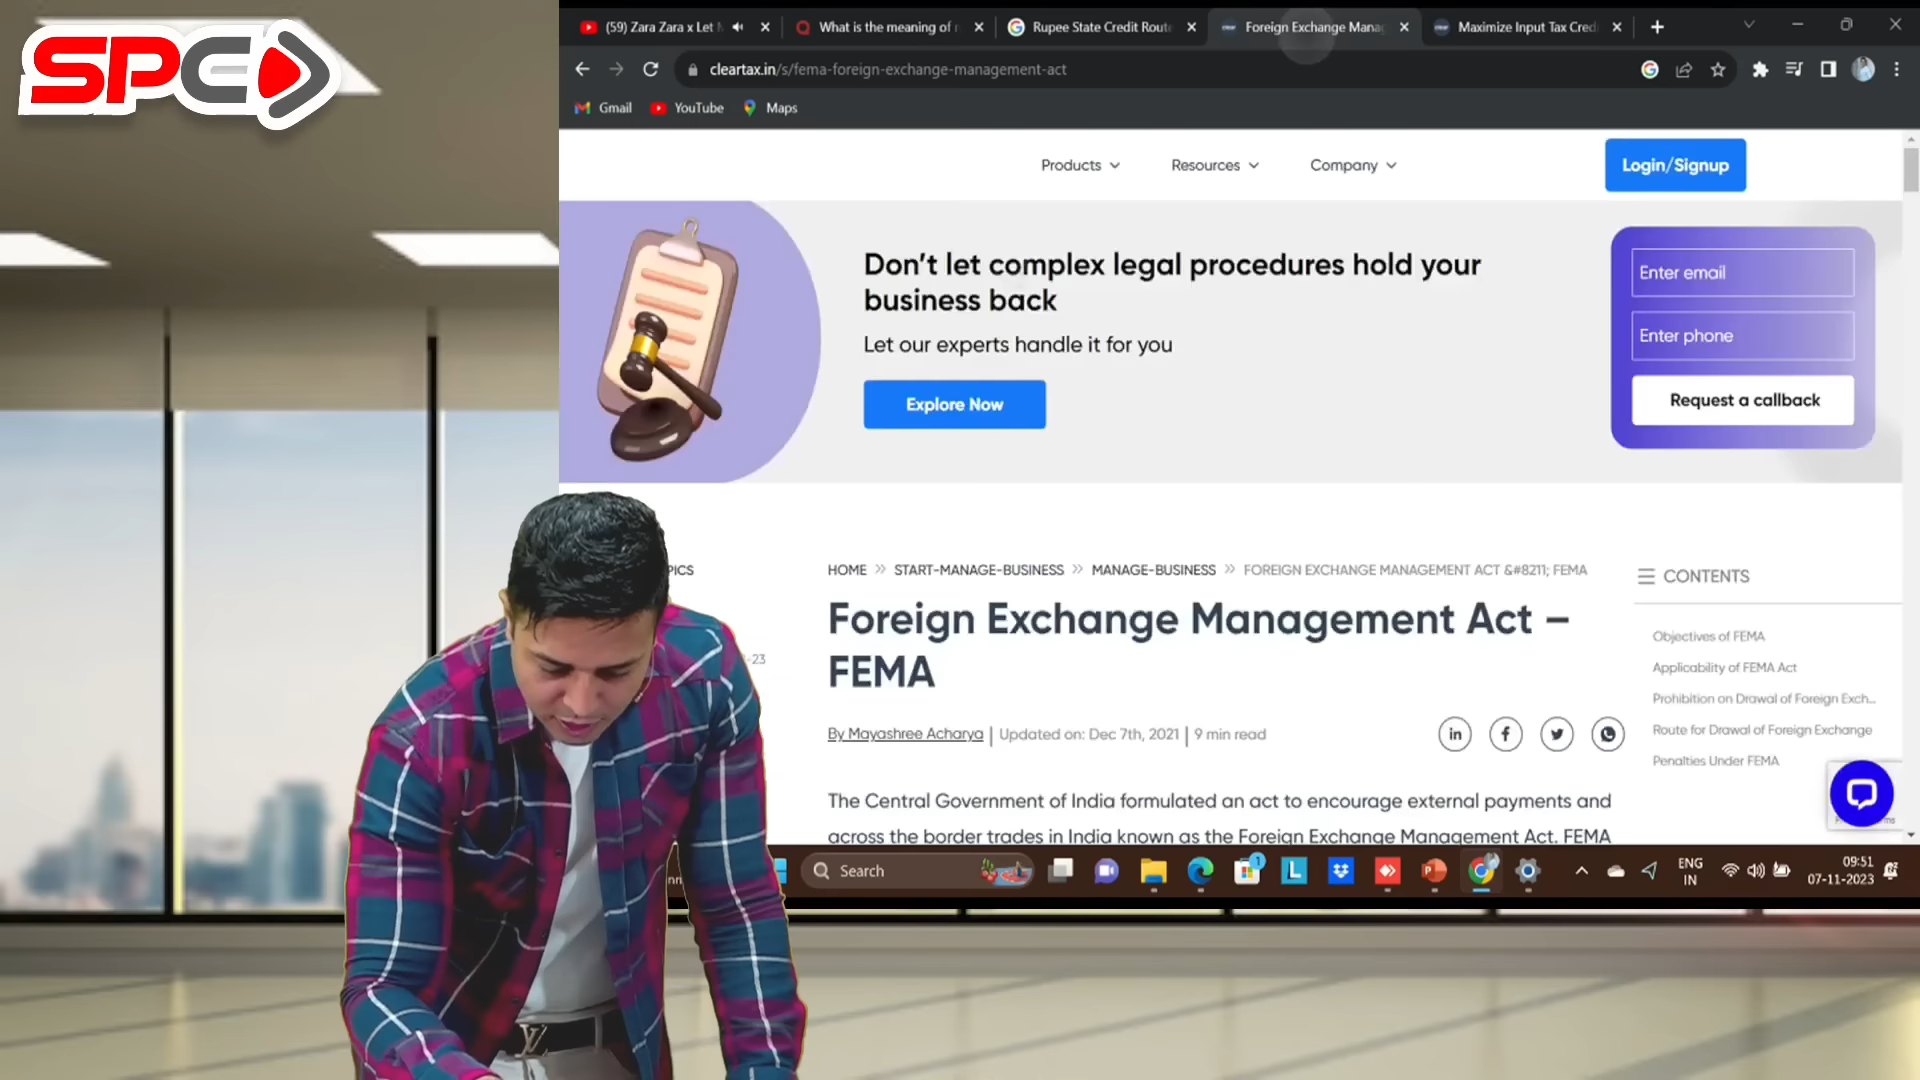 SPE
(59) Zara Zara x Let
What is the meaning of
Rupee State Credit Rout
Foreign Exchange Mana
Maximize Input Tax Cred
cleartax.in/s/fema-foreign-exchange-management-act
Gmail
YouTube
Maps
Products
Resources
Company
Login/Signup
Don't let complex legal procedures hold your
business back
Let our experts handle it for you
Explore Now
Enter email
Enter phone
Request a callback
PICS
HOME >> START-MANAGE-BUSINESS >> MANAGE-BUSINESS >> FOREIGN EXCHANGE MANAGEMENT ACT &#8211; FEMA
Foreign Exchange Management Act –
FEMA
-23
By Mayashree Acharya | Updated on: Dec 7th, 2021 | 9 min read
The Central Government of India formulated an act to encourage external payments and
across the border trades in India known as the Foreign Exchange Management Act. FEMA
CONTENTS
Objectives of FEMA
Applicability of FEMA Act
Prohibition on Drawal of Foreign Exch...
Route for Drawal of Foreign Exchange
Penalties Under FEMA
Search
ENG
IN
09:51
07-11-2023